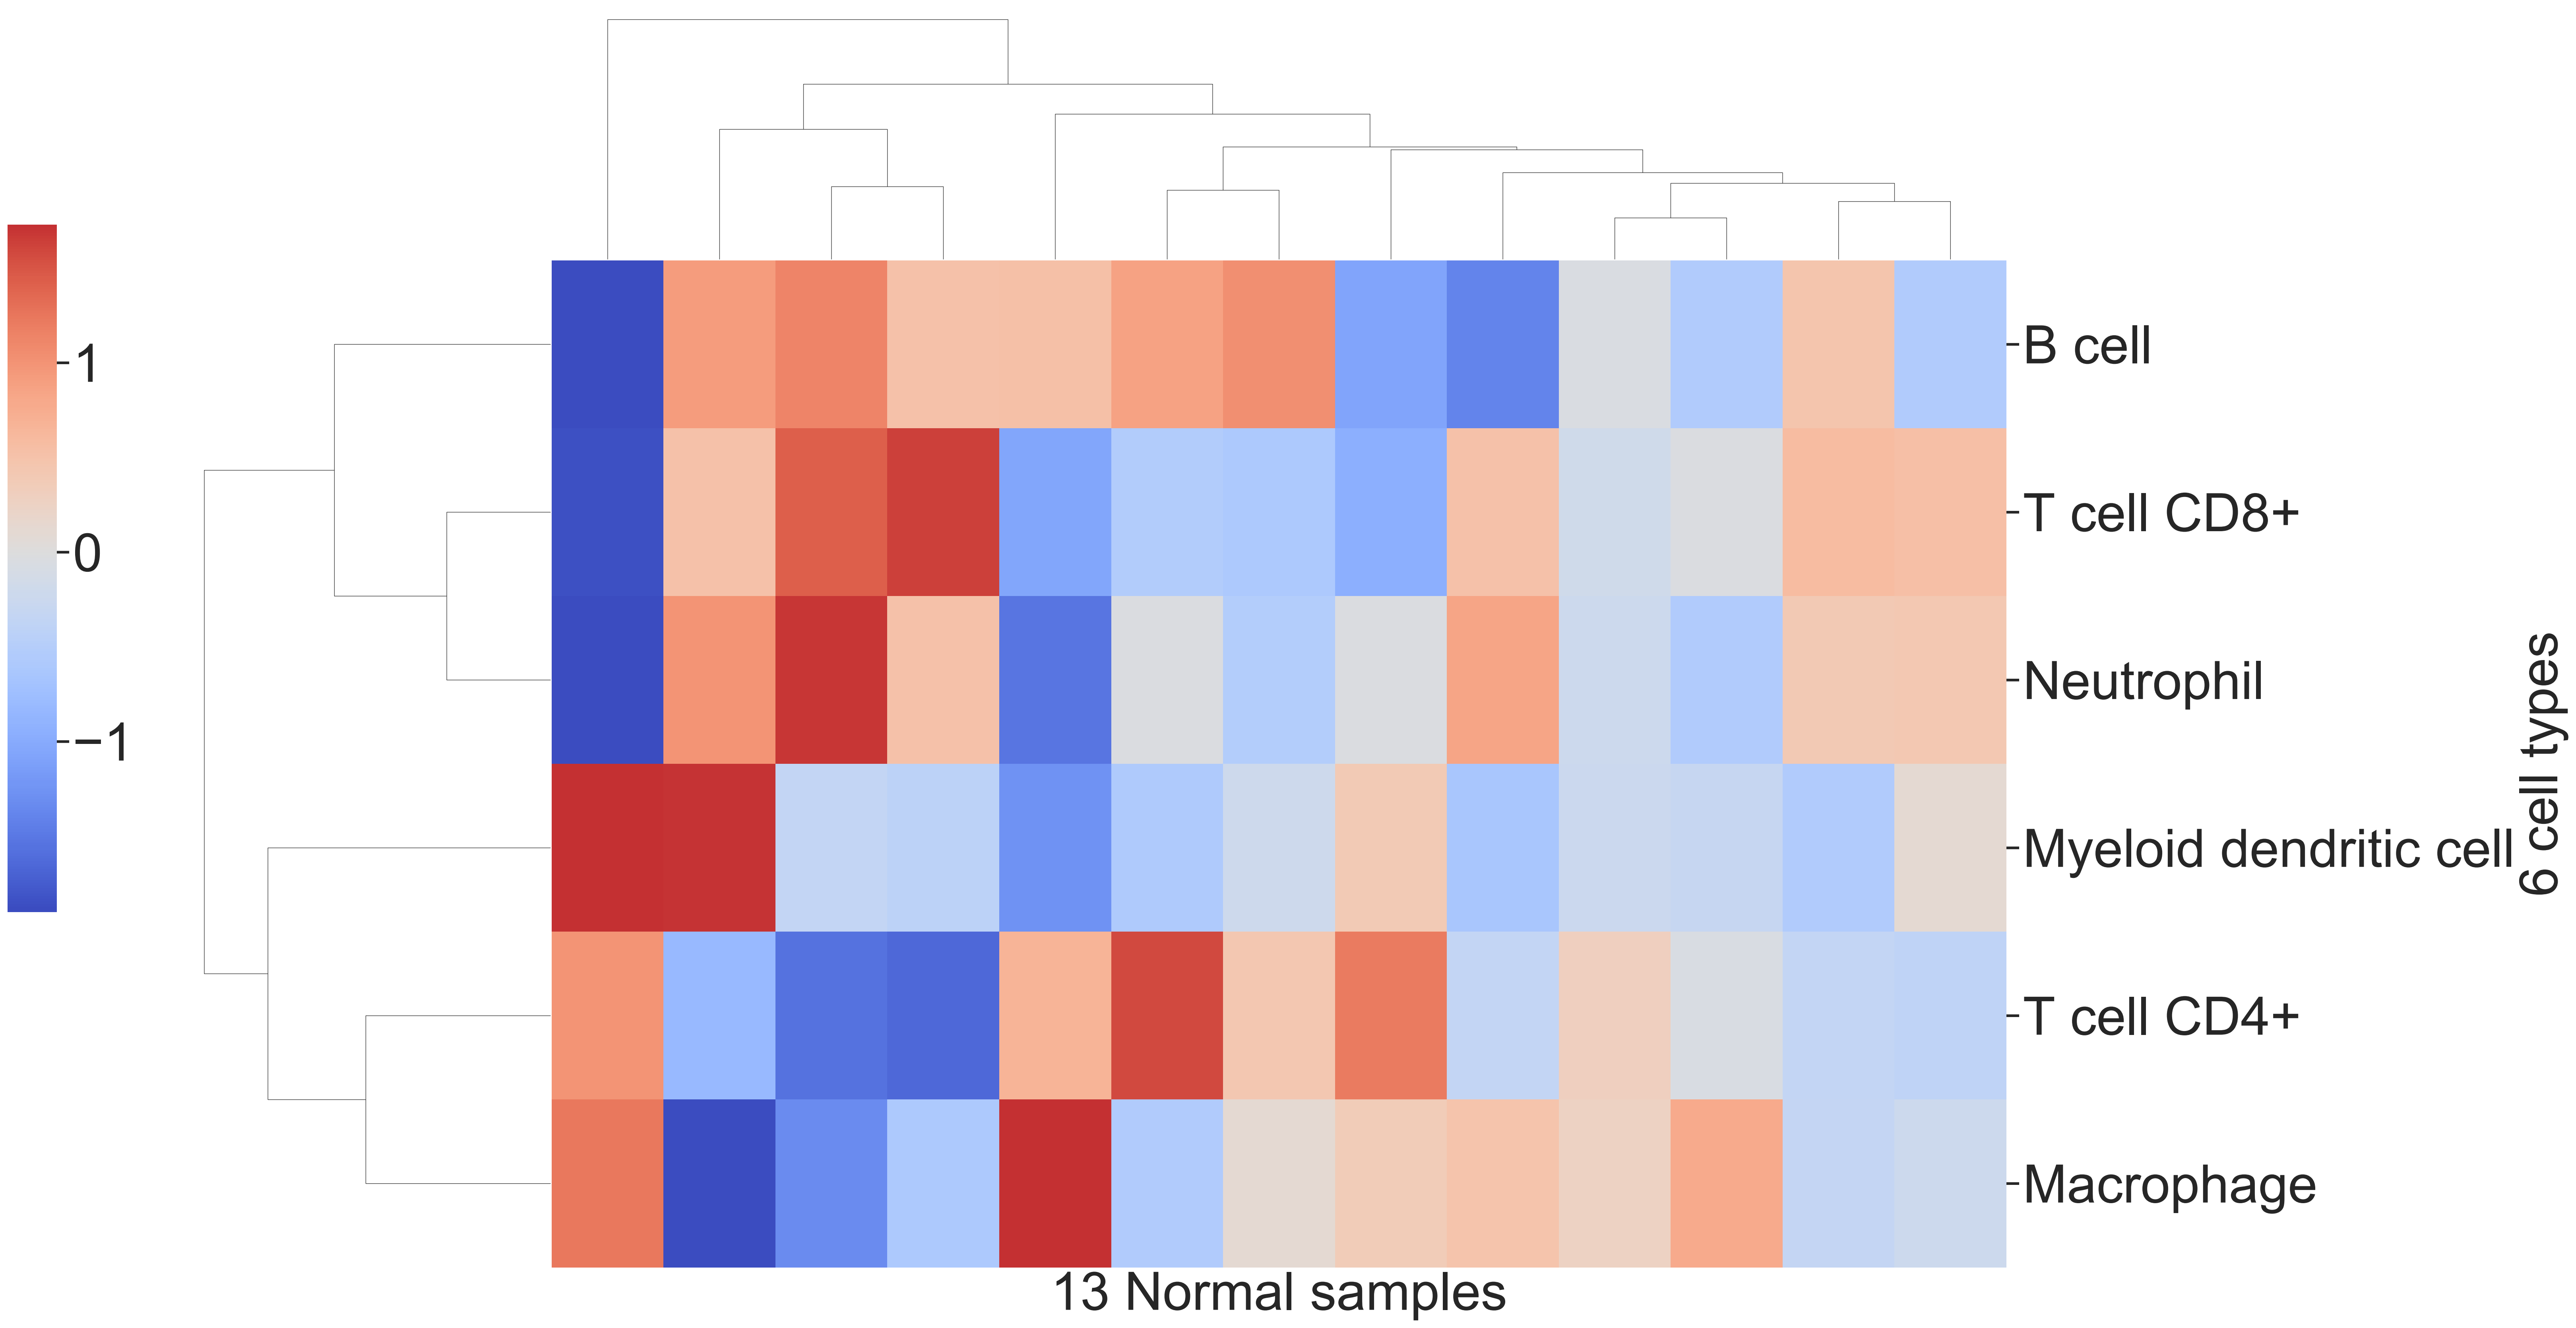 1
0
−1
B cell
T cell CD8+
Neutrophil
Myeloid dendritic cell
T cell CD4+
Macrophage
6 cell types
13 Normal samples